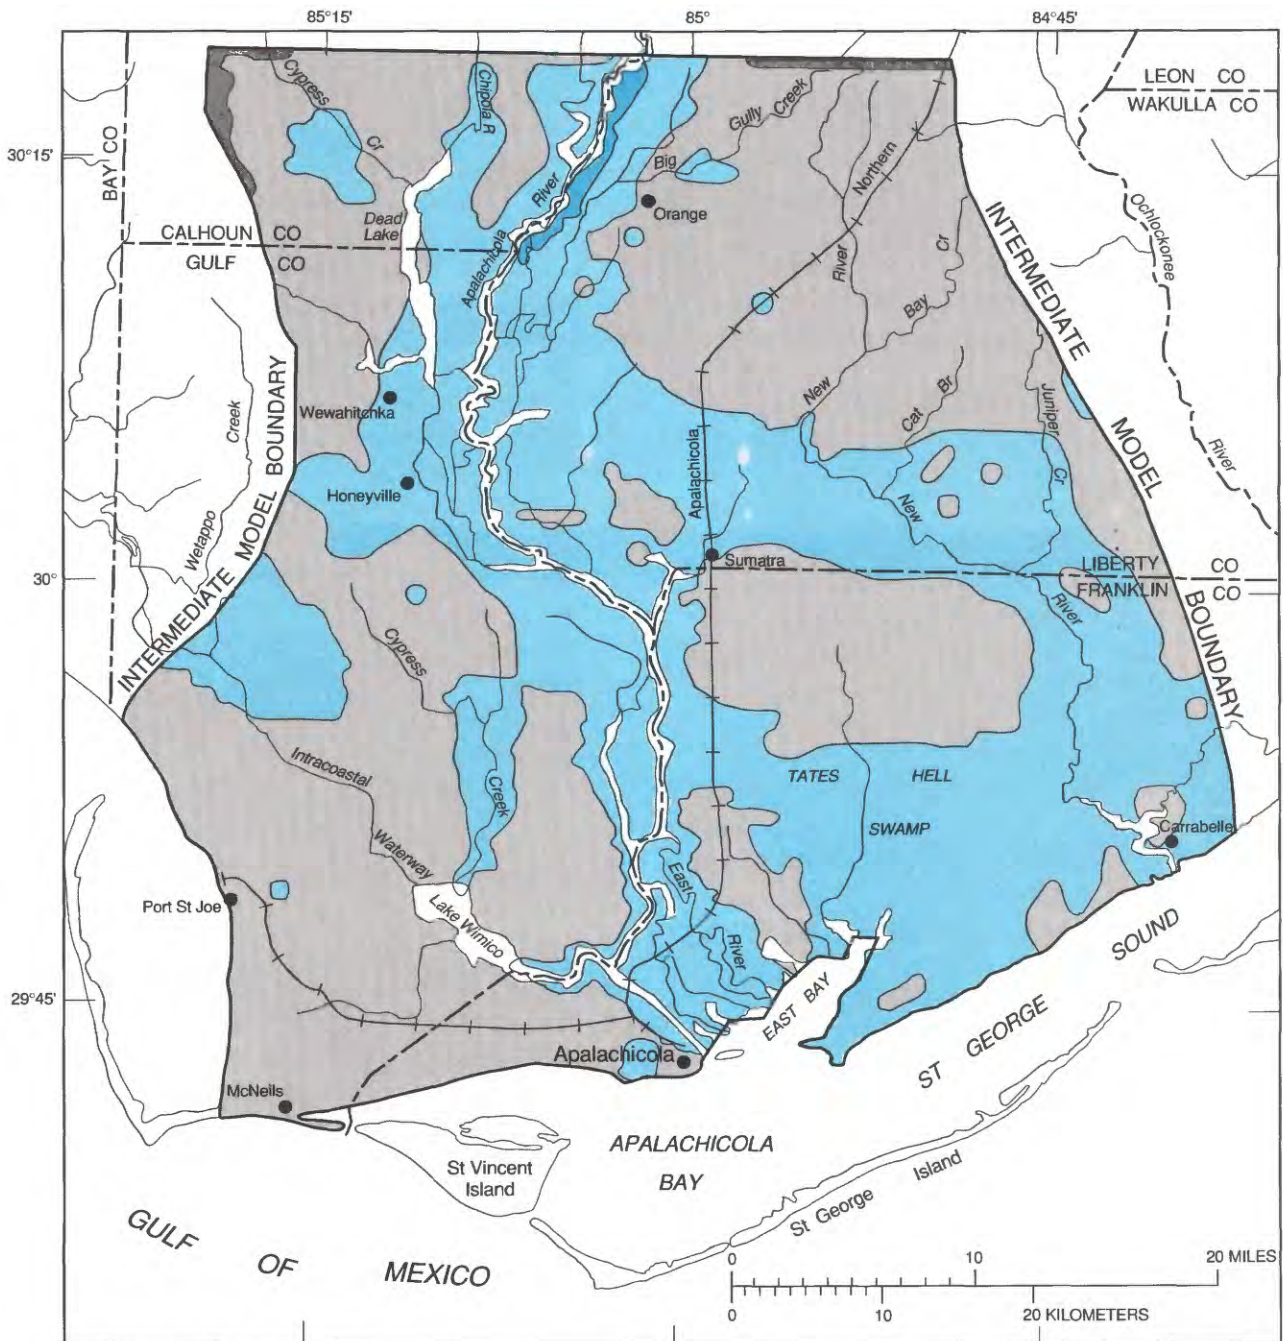 85°15'
85°
84°45'
LEON CO
WAKULLA CO
BAY CO
30°15'
Cypress
Cr
Chipola R
Gully Creek
Big
Northern
River
Orange
Dead
Lake
CALHOUN CO
GULF CO
Apalachicola
River
Cr
Bay
New
Cat Br
Juniper
Cr
Ochlockonee
River
INTERMEDIATE MODEL BOUNDARY
Wewahitchka
Creek
Wetappo
Honeyville
Apalachicola
New
Sumatra
30°
LIBERTY CO
FRANKLIN CO
River
INTERMEDIATE MODEL BOUNDARY
Cypress
Creek
Intracoastal
Waterway
TATES HELL
SWAMP
Carrabelle
East
River
Port St Joe
Lake Wimico
29°45'
EAST BAY
ST GEORGE SOUND
Apalachicola
McNeils
APALACHICOLA
BAY
St Vincent
Island
St George Island
GULF OF MEXICO
0 10 20 MILES
0 10 20 KILOMETERS